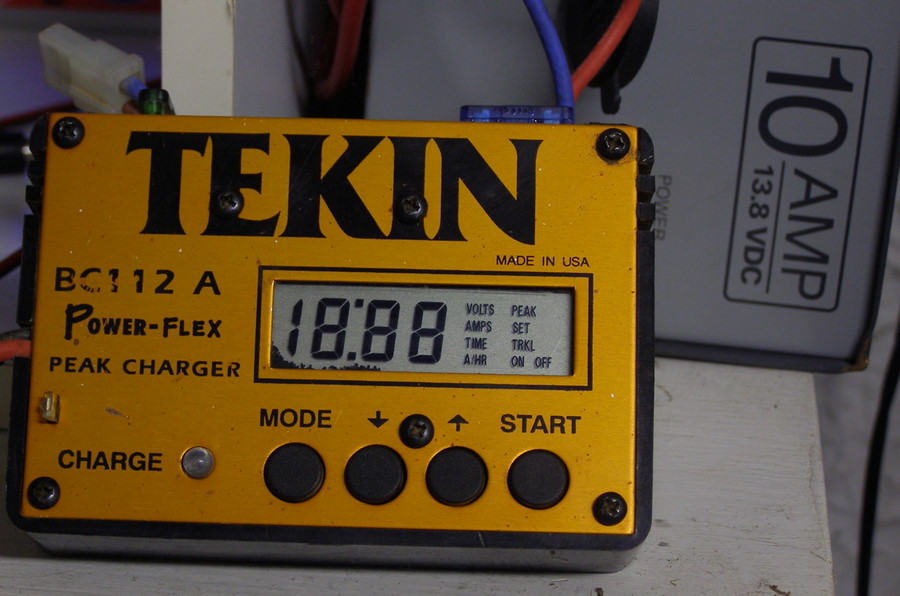 TEKIN
MADE IN USA
BC112 A
POWER-FLEX
PEAK CHARGER
18:88
VOLTS PEAK
AMPS SET
TIME TRKL
A/HR ON OFF
MODE ↓ ↑ START
CHARGE
10 AMP
13.8 VDC
POWER